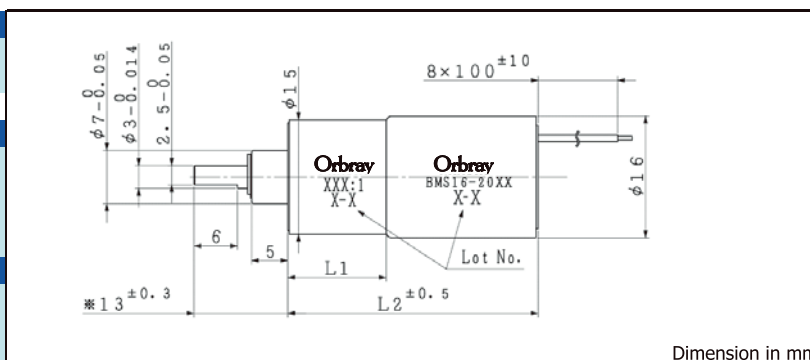 8×100 ±10
φ7-0.05 0
φ3-0.014 0
2.5-0.05 0
φ15
φ16
Orbray
XXX:1
X-X
Orbray
BMS16-20XX
X-X
Lot No.
6
5
L1
L2 ±0.5
※13 ±0.3
Dimension in mm